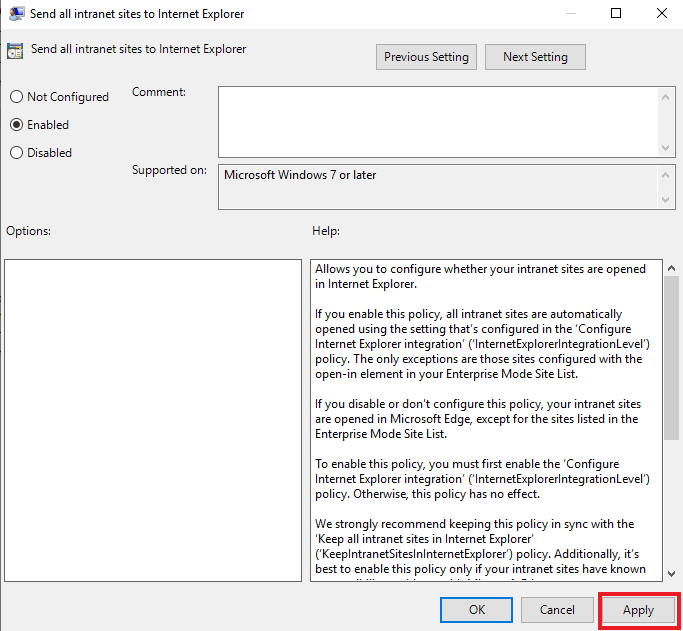 Send all intranet sites to Internet Explorer
Send all intranet sites to Internet Explorer
Previous Setting
Next Setting
Not Configured
Comment:
Enabled
Disabled
Supported on:
Microsoft Windows 7 or later
Options:
Help:
Allows you to configure whether your intranet sites are opened
in Internet Explorer.
If you enable this policy, all intranet sites are automatically
opened using the setting that's configured in the 'Configure
Internet Explorer integration' ('InternetExplorerIntegrationLevel')
policy. The only exceptions are those sites configured with the
open-in element in your Enterprise Mode Site List.
If you disable or don't configure this policy, your intranet sites
are opened in Microsoft Edge, except for the sites listed in the
Enterprise Mode Site List.
To enable this policy, you must first enable the 'Configure
Internet Explorer integration' ('InternetExplorerIntegrationLevel')
policy. Otherwise, this policy has no effect.
We strongly recommend keeping this policy in sync with the
'Keep all intranet sites in Internet Explorer'
('KeepIntranetSitesInInternetExplorer') policy. Additionally, it's
best to enable this policy only if your intranet sites have known
OK
Cancel
Apply